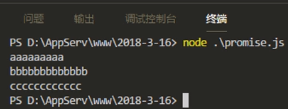 问题 输出 调试控制台 终端
PS D:\AppServ\www\2018-3-16> node .\promise.js
aaaaaaaaa
bbbbbbbbbbbbb
cccccccccccc
PS D:\AppServ\www\2018-3-16>